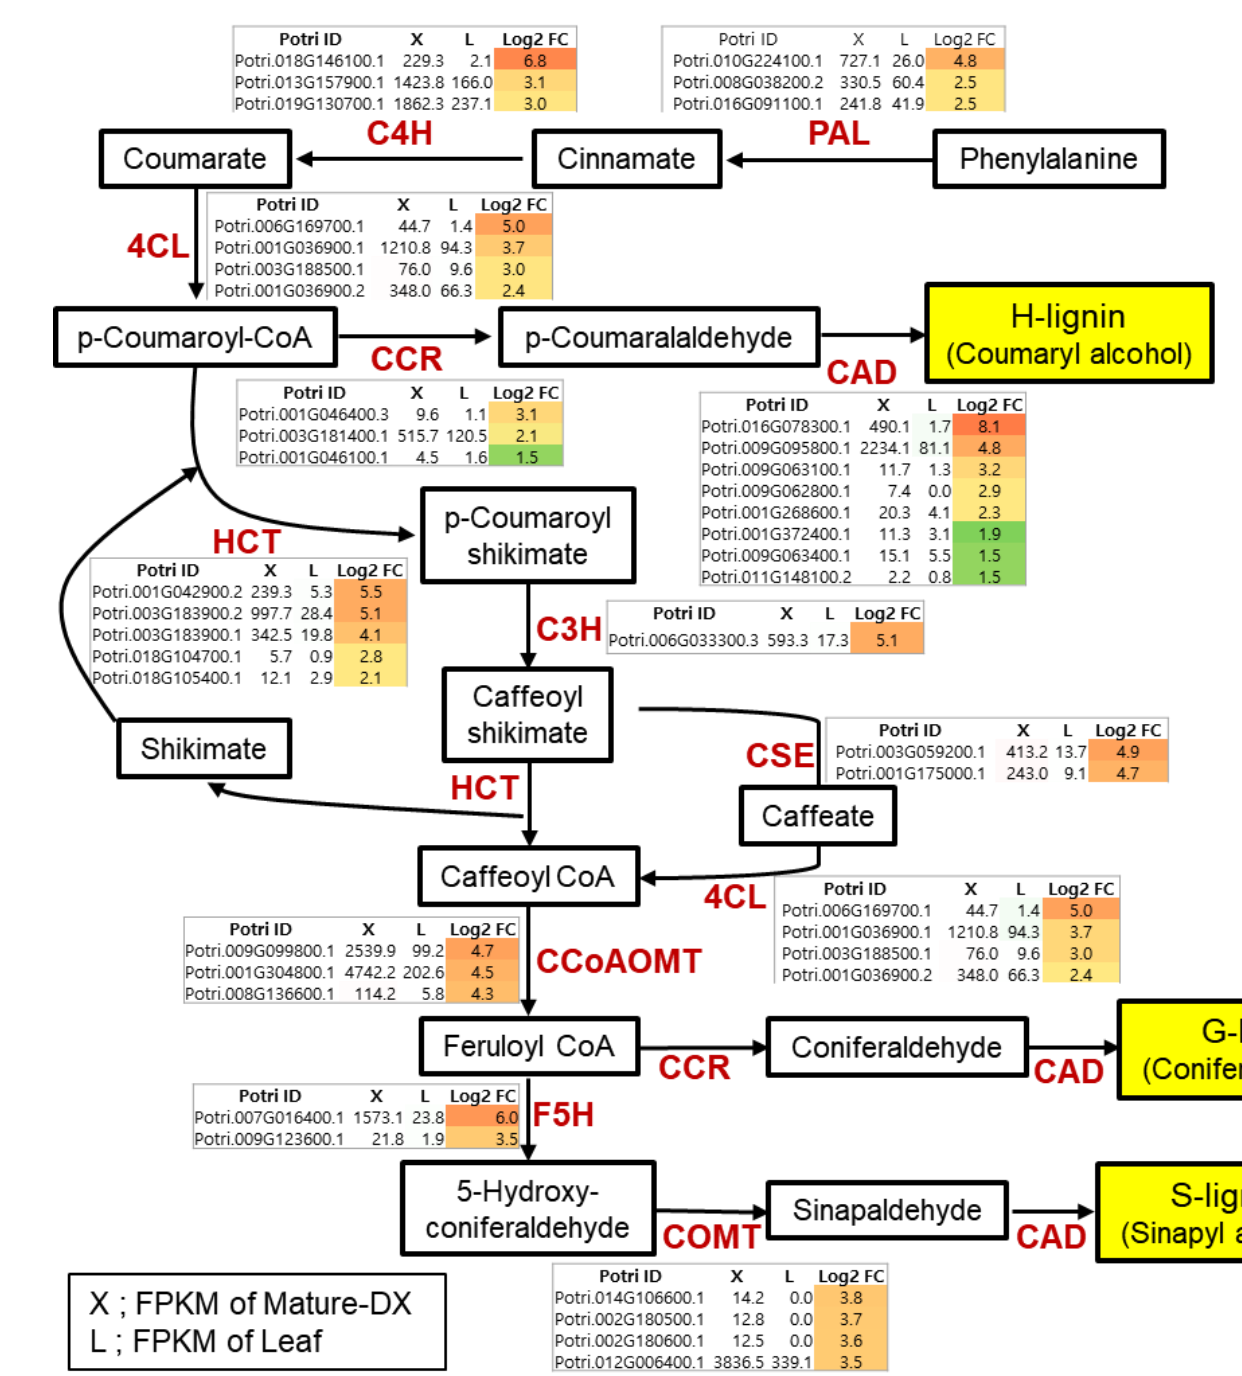 Potri ID X L Log2 FC
Potri.018G146100.1 229.3 2.1 6.8
Potri.013G157900.1 1423.8 166.0 3.1
Potri.019G130700.1 1862.3 237.1 3.0
Potri ID X L Log2 FC
Potri.010G224100.1 727.1 26.0 4.8
Potri.008G038200.2 330.5 60.4 2.5
Potri.016G091100.1 241.8 41.9 2.5
C4H
PAL
Coumarate
Cinnamate
Phenylalanine
Potri ID X L Log2 FC
Potri.006G169700.1 44.7 1.4 5.0
Potri.001G036900.1 1210.8 94.3 3.7
Potri.003G188500.1 76.0 9.6 3.0
Potri.001G036900.2 348.0 66.3 2.4
4CL
p-Coumaroyl-CoA
p-Coumaralaldehyde
H-lignin
(Coumaryl alcohol)
CCR
CAD
Potri ID X L Log2 FC
Potri.001G046400.3 9.6 1.1 3.1
Potri.003G181400.1 515.7 120.5 2.1
Potri.001G046100.1 4.5 1.6 1.5
Potri ID X L Log2 FC
Potri.016G078300.1 490.1 1.7 8.1
Potri.009G095800.1 2234.1 81.1 4.8
Potri.009G063100.1 11.7 1.3 3.2
Potri.009G062800.1 7.4 0.0 2.9
Potri.001G268600.1 20.3 4.1 2.3
Potri.001G372400.1 11.3 3.1 1.9
Potri.009G063400.1 15.1 5.5 1.5
Potri.011G148100.2 2.2 0.8 1.5
p-Coumaroyl
shikimate
HCT
Potri ID X L Log2 FC
Potri.001G042900.2 239.3 5.3 5.5
Potri.003G183900.2 997.7 28.4 5.1
Potri.003G183900.1 342.5 19.8 4.1
Potri.018G104700.1 5.7 0.9 2.8
Potri.018G105400.1 12.1 2.9 2.1
C3H
Potri ID X L Log2 FC
Potri.006G033300.3 593.3 17.3 5.1
Caffeoyl
shikimate
Shikimate
CSE
Potri ID X L Log2 FC
Potri.003G059200.1 413.2 13.7 4.9
Potri.001G175000.1 243.0 9.1 4.7
HCT
Caffeate
Caffeoyl CoA
4CL
Potri ID X L Log2 FC
Potri.006G169700.1 44.7 1.4 5.0
Potri.001G036900.1 1210.8 94.3 3.7
Potri.003G188500.1 76.0 9.6 3.0
Potri.001G036900.2 348.0 66.3 2.4
Potri ID X L Log2 FC
Potri.009G099800.1 2539.9 99.2 4.7
Potri.001G304800.1 4742.2 202.6 4.5
Potri.008G136600.1 114.2 5.8 4.3
CCoAOMT
Feruloyl CoA
Coniferaldehyde
G-l
(Conifer
CCR
CAD
Potri ID X L Log2 FC
Potri.007G016400.1 1573.1 23.8 6.0
Potri.009G123600.1 21.8 1.9 3.5
F5H
5-Hydroxy-
coniferaldehyde
Sinapaldehyde
S-lig
(Sinapyl a
COMT
CAD
Potri ID X L Log2 FC
Potri.014G106600.1 14.2 0.0 3.8
Potri.002G180500.1 12.8 0.0 3.7
Potri.002G180600.1 12.5 0.0 3.6
Potri.012G006400.1 3836.5 339.1 3.5
X ; FPKM of Mature-DX
L ; FPKM of Leaf